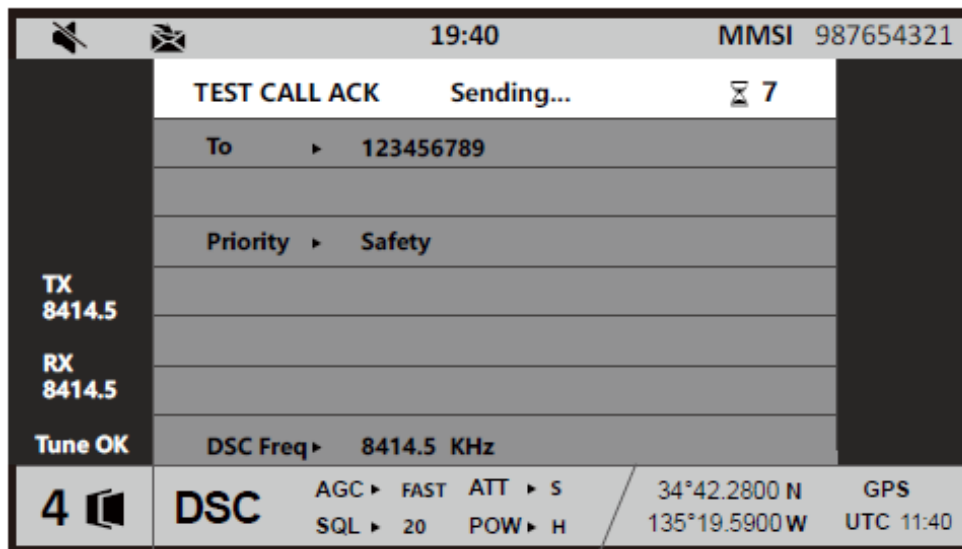 19:40 MMSI 987654321
TEST CALL ACK Sending... 7
To ▸ 123456789
Priority ▸ Safety
TX
8414.5
RX
8414.5
Tune OK
DSC Freq▸ 8414.5 KHz
4 DSC
AGC ▸ FAST ATT ▸ S
SQL ▸ 20 POW▸ H
34°42.2800 N
135°19.5900 W
GPS
UTC 11:40